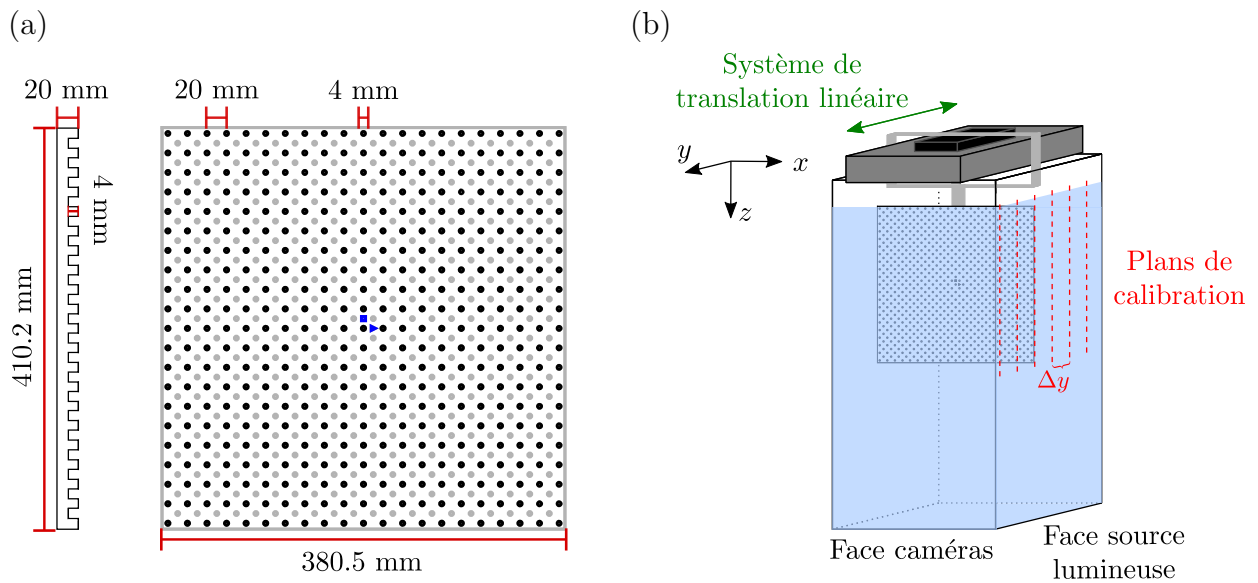 (a)
(b)
20 mm
20 mm
4 mm
4 mm
410.2 mm
380.5 mm
Système de
translation linéaire
y
x
z
Plans de
calibration
Δy
Face caméras
Face source
lumineuse